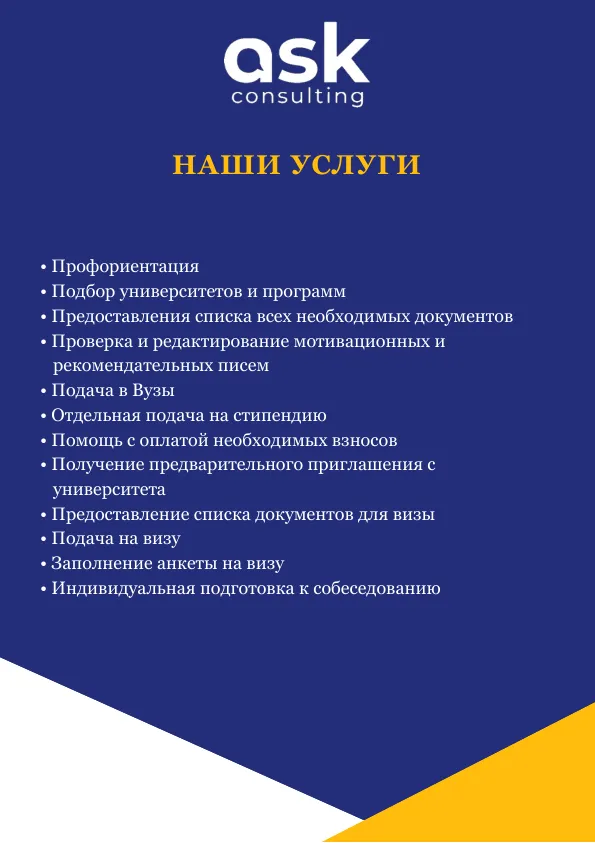 ask
consulting
НАШИ УСЛУГИ
• Профориентация
• Подбор университетов и программ
• Предоставления списка всех необходимых документов
• Проверка и редактирование мотивационных и
рекомендательных писем
• Подача в Вузы
• Отдельная подача на стипендию
• Помощь с оплатой необходимых взносов
• Получение предварительного приглашения с
университета
• Предоставление списка документов для визы
• Подача на визу
• Заполнение анкеты на визу
• Индивидуальная подготовка к собеседованию